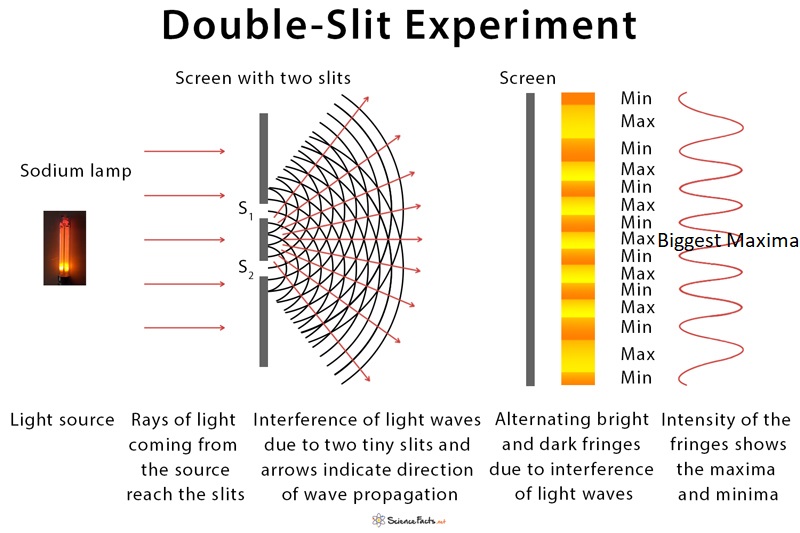 Double-Slit Experiment
Screen with two slits
Screen
Sodium lamp
S1
S2
Min
Max
Min
Max
Min
Max
Min
Max Biggest Maxima
Min
Max
Min
Max
Min
Max
Min
Light source
Rays of light
coming from
the source
reach the slits
Interference of light waves
due to two tiny slits and
arrows indicate direction
of wave propagation
Alternating bright
and dark fringes
due to interference
of light waves
Intensity of the
fringes shows
the maxima
and minima
ScienceFacts.net